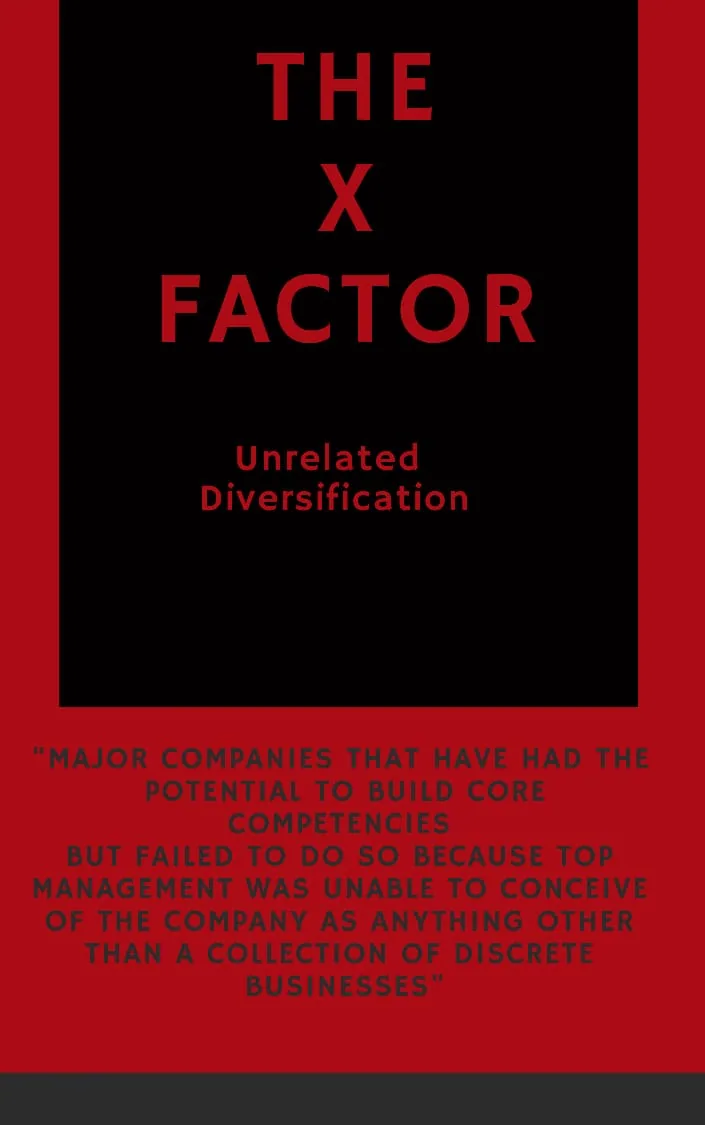 THE
X
FACTOR
Unrelated
Diversification
"MAJOR COMPANIES THAT HAVE HAD THE
POTENTIAL TO BUILD CORE
COMPETENCIES
BUT FAILED TO DO SO BECAUSE TOP
MANAGEMENT WAS UNABLE TO CONCEIVE
OF THE COMPANY AS ANYTHING OTHER
THAN A COLLECTION OF DISCRETE
BUSINESSES"